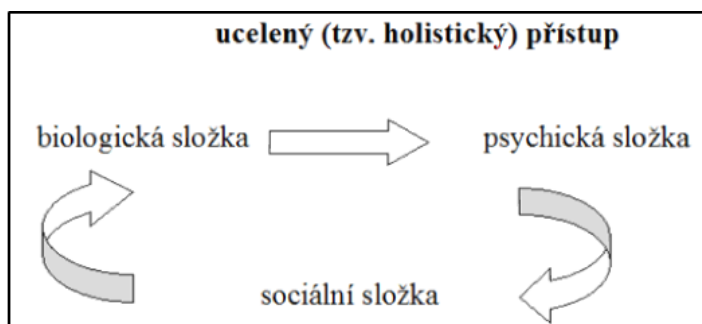 ucelený (tzv. holistický) přístup
biologická složka
psychická složka
sociální složka